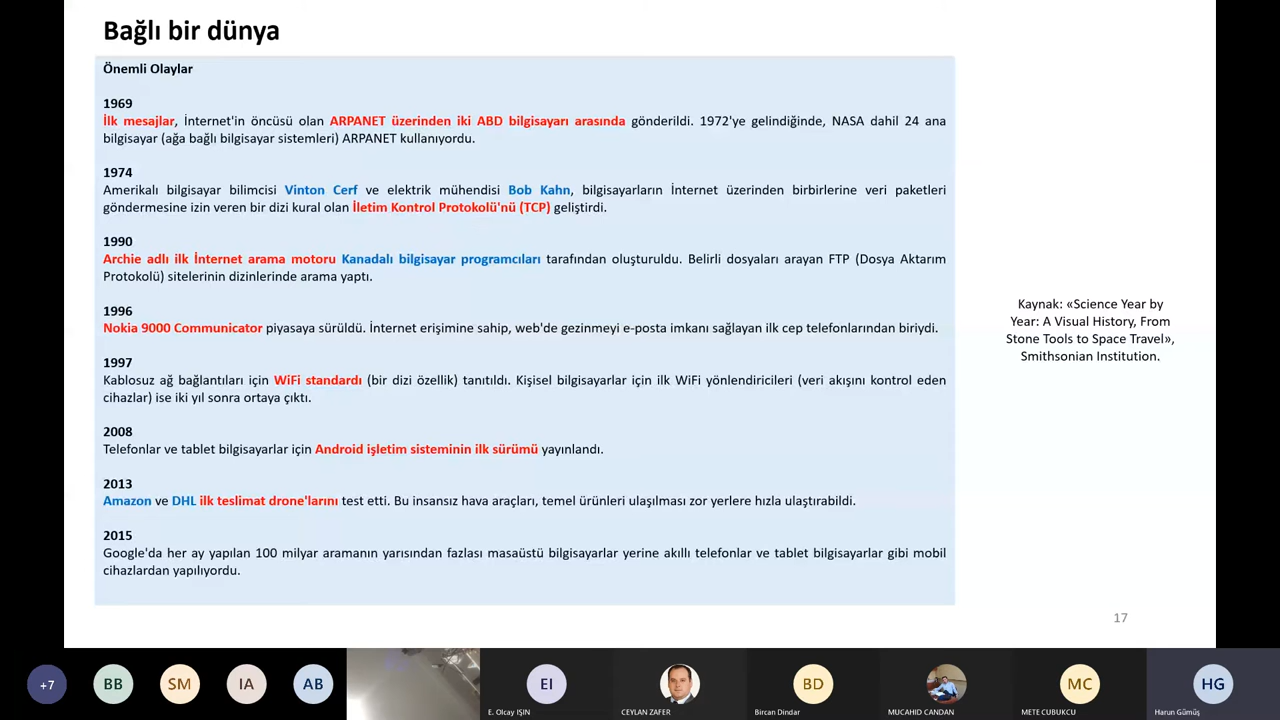 Bağlı bir dünya
Önemli Olaylar
1969
İlk mesajlar, İnternet'in öncüsü olan ARPANET üzerinden iki ABD bilgisayarı arasında gönderildi. 1972'ye gelindiğinde, NASA dahil 24 ana
bilgisayar (ağa bağlı bilgisayar sistemleri) ARPANET kullanıyordu.
1974
Amerikalı bilgisayar bilimcisi Vinton Cerf ve elektrik mühendisi Bob Kahn, bilgisayarların İnternet üzerinden birbirlerine veri paketleri
göndermesine izin veren bir dizi kural olan İletim Kontrol Protokolü'nü (TCP) geliştirdi.
1990
Archie adlı ilk İnternet arama motoru Kanadalı bilgisayar programcıları tarafından oluşturuldu. Belirli dosyaları arayan FTP (Dosya Aktarım
Protokolü) sitelerinin dizinlerinde arama yaptı.
1996
Nokia 9000 Communicator piyasaya sürüldü. İnternet erişimine sahip, web'de gezinmeyi e-posta imkanı sağlayan ilk cep telefonlarından biriydi.
1997
Kablosuz ağ bağlantıları için WiFi standardı (bir dizi özellik) tanıtıldı. Kişisel bilgisayarlar için ilk WiFi yönlendiricileri (veri akışını kontrol eden
cihazlar) ise iki yıl sonra ortaya çıktı.
2008
Telefonlar ve tablet bilgisayarlar için Android işletim sisteminin ilk sürümü yayınlandı.
2013
Amazon ve DHL ilk teslimat drone'larını test etti. Bu insansız hava araçları, temel ürünleri ulaşılması zor yerlere hızla ulaştırabildi.
2015
Google'da her ay yapılan 100 milyar aramanın yarısından fazlası masaüstü bilgisayarlar yerine akıllı telefonlar ve tablet bilgisayarlar gibi mobil
cihazlardan yapılıyordu.
Kaynak: «Science Year by
Year: A Visual History, From
Stone Tools to Space Travel»,
Smithsonian Institution.
17
+7
BB
SM
IA
AB
EI
BD
MC
HG
E. Olcay IŞIN
CEYLAN ZAFER
Bircan Dindar
MUCAHID CANDAN
METE CUBUKCU
Harun Gümüş